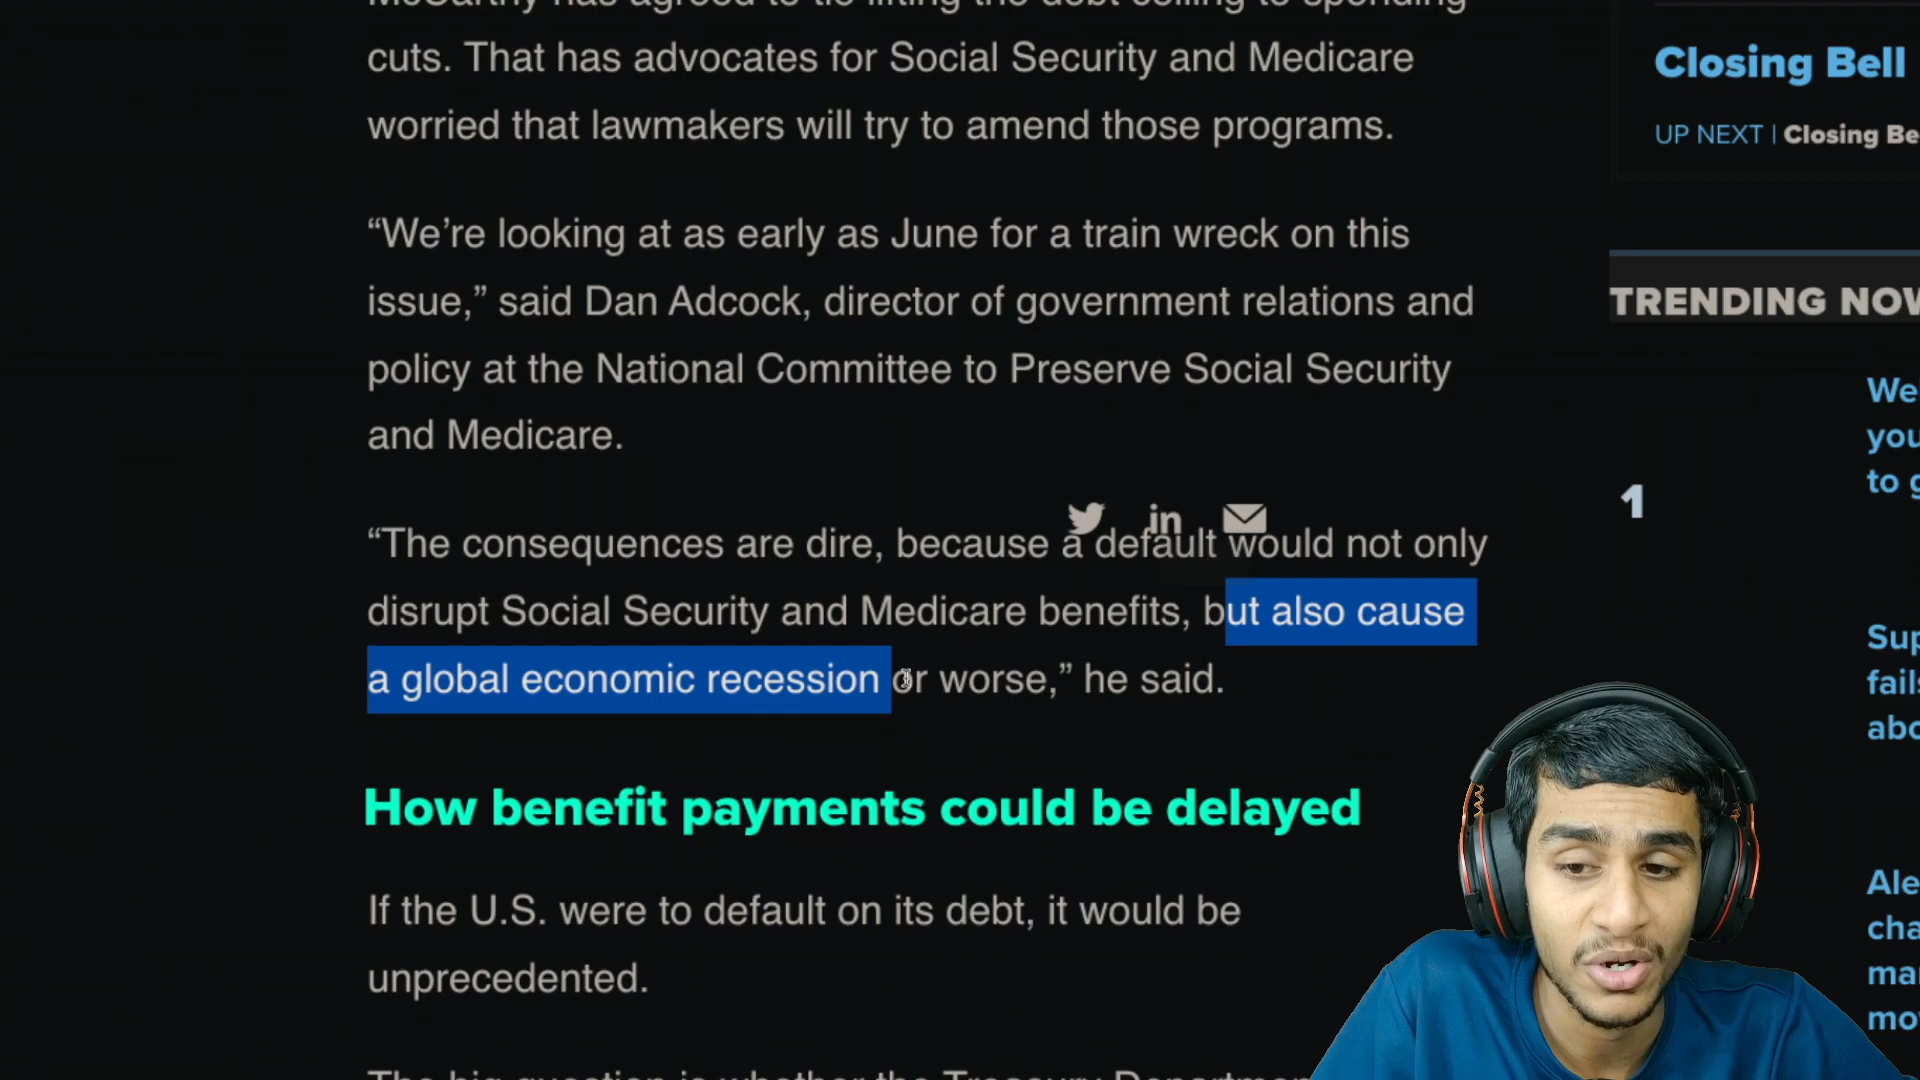 McCarthy has agreed to tie lifting the debt ceiling to spending
cuts. That has advocates for Social Security and Medicare
worried that lawmakers will try to amend those programs.
“We’re looking at as early as June for a train wreck on this
issue,” said Dan Adcock, director of government relations and
policy at the National Committee to Preserve Social Security
and Medicare.
“The consequences are dire, because a default would not only
disrupt Social Security and Medicare benefits, but also cause
a global economic recession or worse,” he said.
How benefit payments could be delayed
If the U.S. were to default on its debt, it would be
unprecedented.
The big question is whether the Treasury
Closing Bell
UP NEXT | Closing Be
TRENDING NOW
1
We
you
to g
Sup
fails
abo
Ale
cha
mar
mo
in